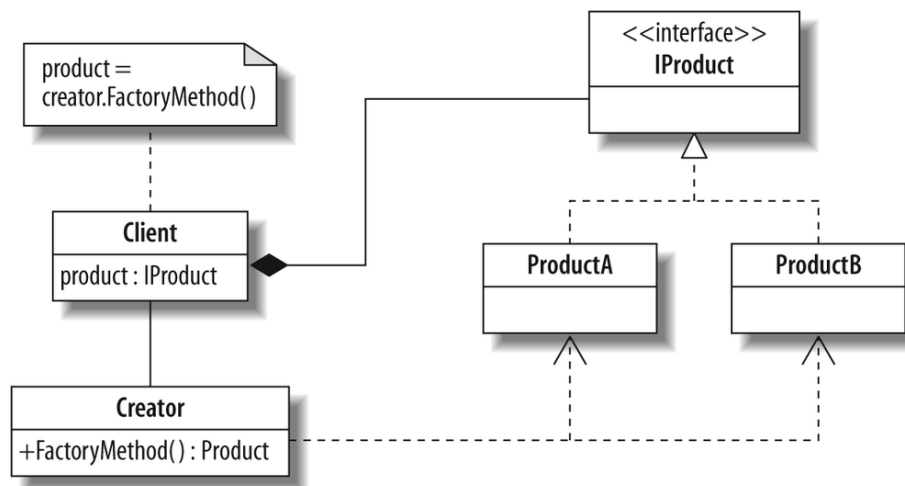 product =
creator.FactoryMethod()
<<interface>>
IProduct
Client
product : IProduct
ProductA
ProductB
Creator
+FactoryMethod() : Product